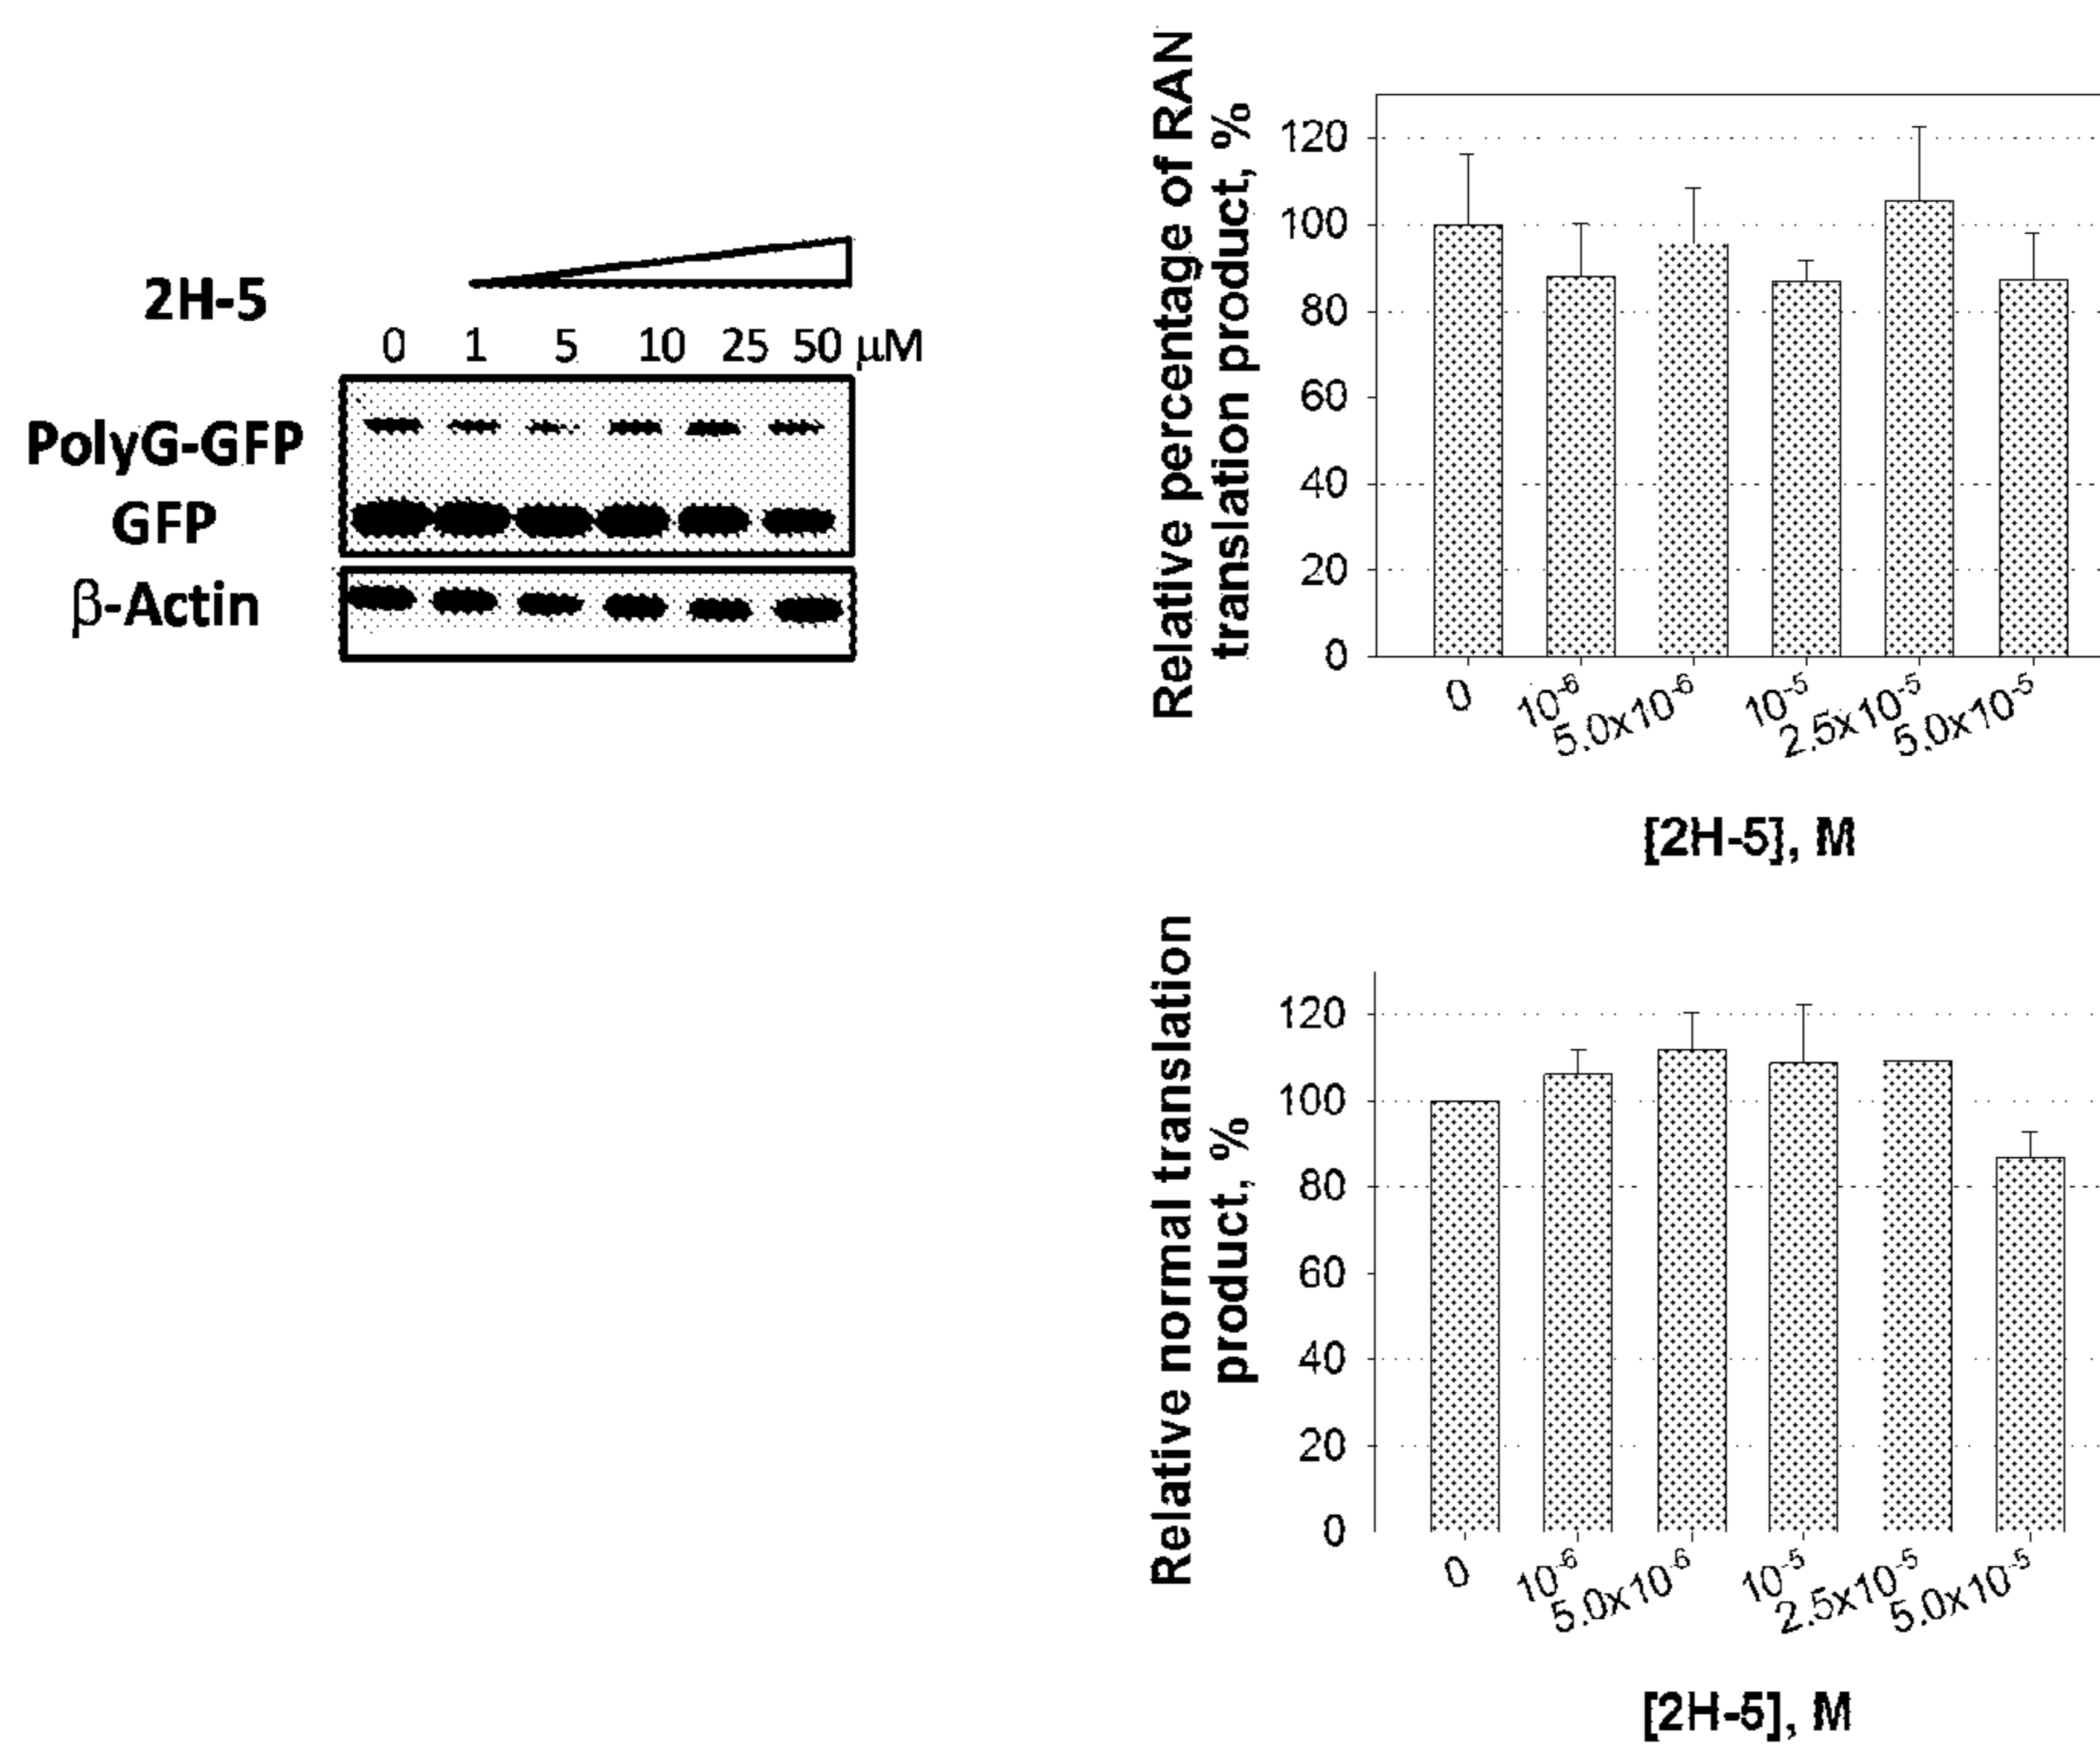 2H-5
0 1 5 10 25 50 μM
PolyG-GFP
GFP
β-Actin
Relative percentage of RAN
translation product, %
120
100
80
60
40
20
0
0
10⁻⁶
5.0x10⁻⁶
10⁻⁵
2.5x10⁻⁵
5.0x10⁻⁵
[2H-5], M
Relative normal translation
product, %
120
100
80
60
40
20
0
0
10⁻⁶
5.0x10⁻⁶
10⁻⁵
2.5x10⁻⁵
5.0x10⁻⁵
[2H-5], M